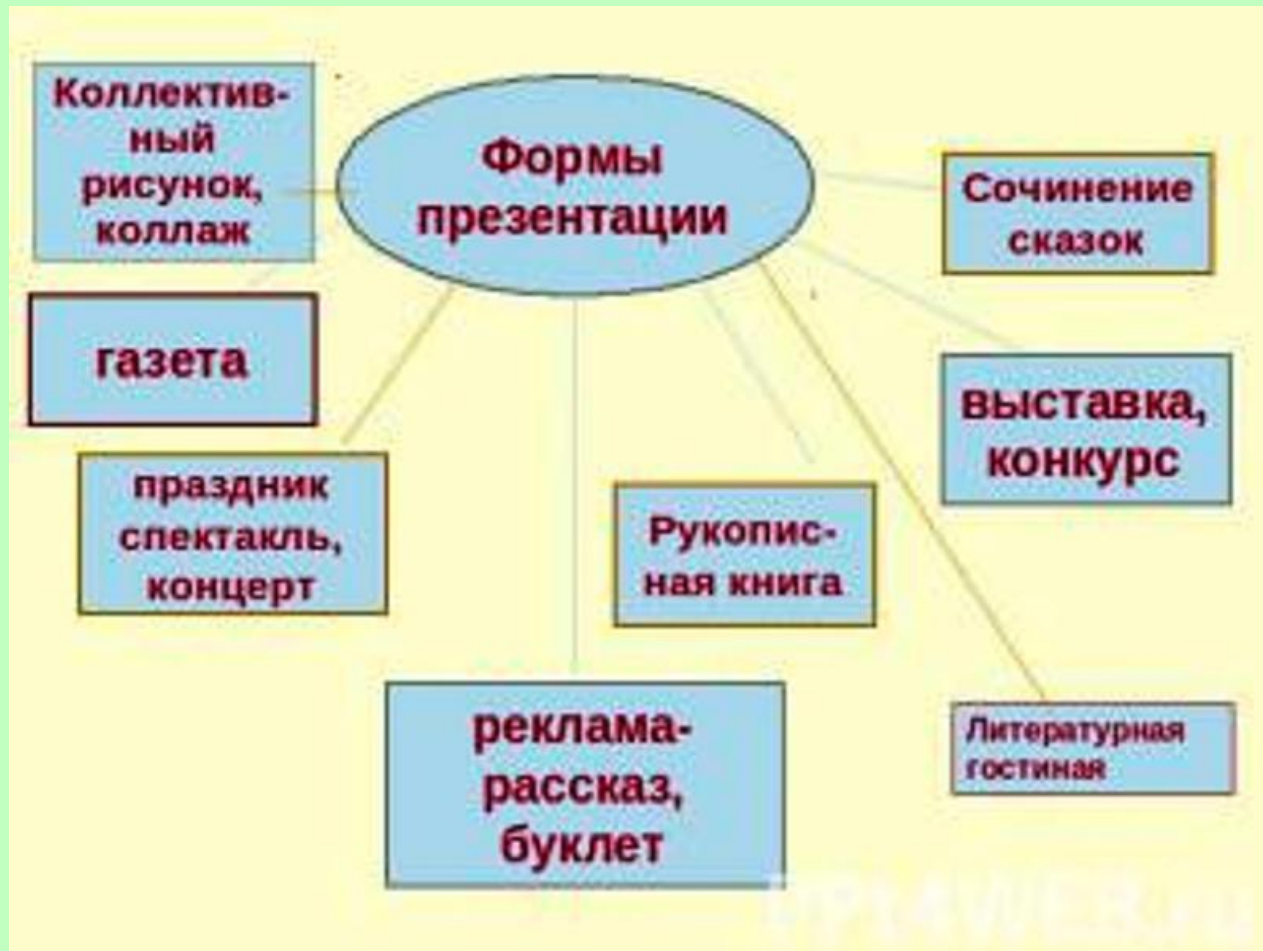 Формы
презентации
Коллектив-
ный
рисунок,
коллаж
газета
праздник
спектакль,
концерт
реклама-
рассказ,
буклет
Рукопис-
ная книга
Литературная
гостиная
выставка,
конкурс
Сочинение
сказок